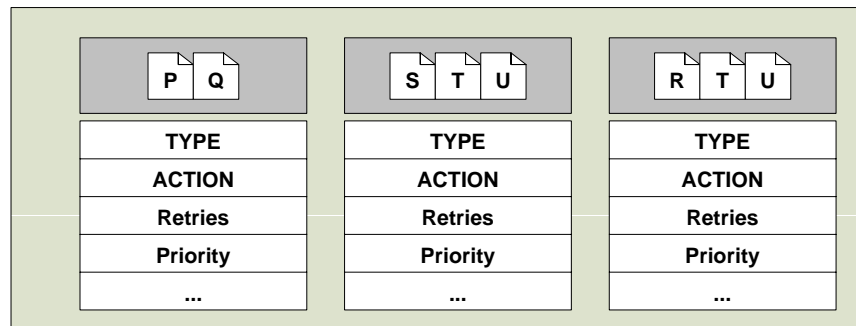 P Q
TYPE
ACTION
Retries
Priority
...
S T U
TYPE
ACTION
Retries
Priority
...
R T U
TYPE
ACTION
Retries
Priority
...